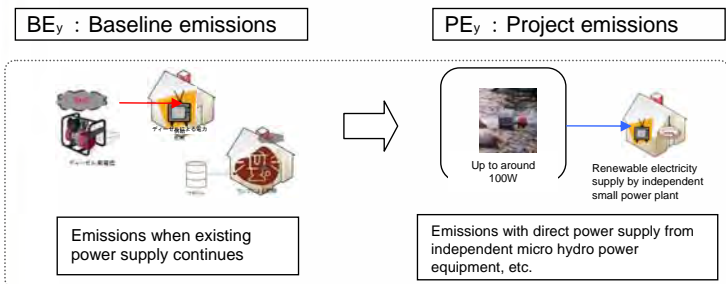 BEy : Baseline emissions
PEy : Project emissions
Up to around
100W
Renewable electricity
supply by independent
small power plant
Emissions when existing
power supply continues
Emissions with direct power supply from
independent micro hydro power
equipment, etc.